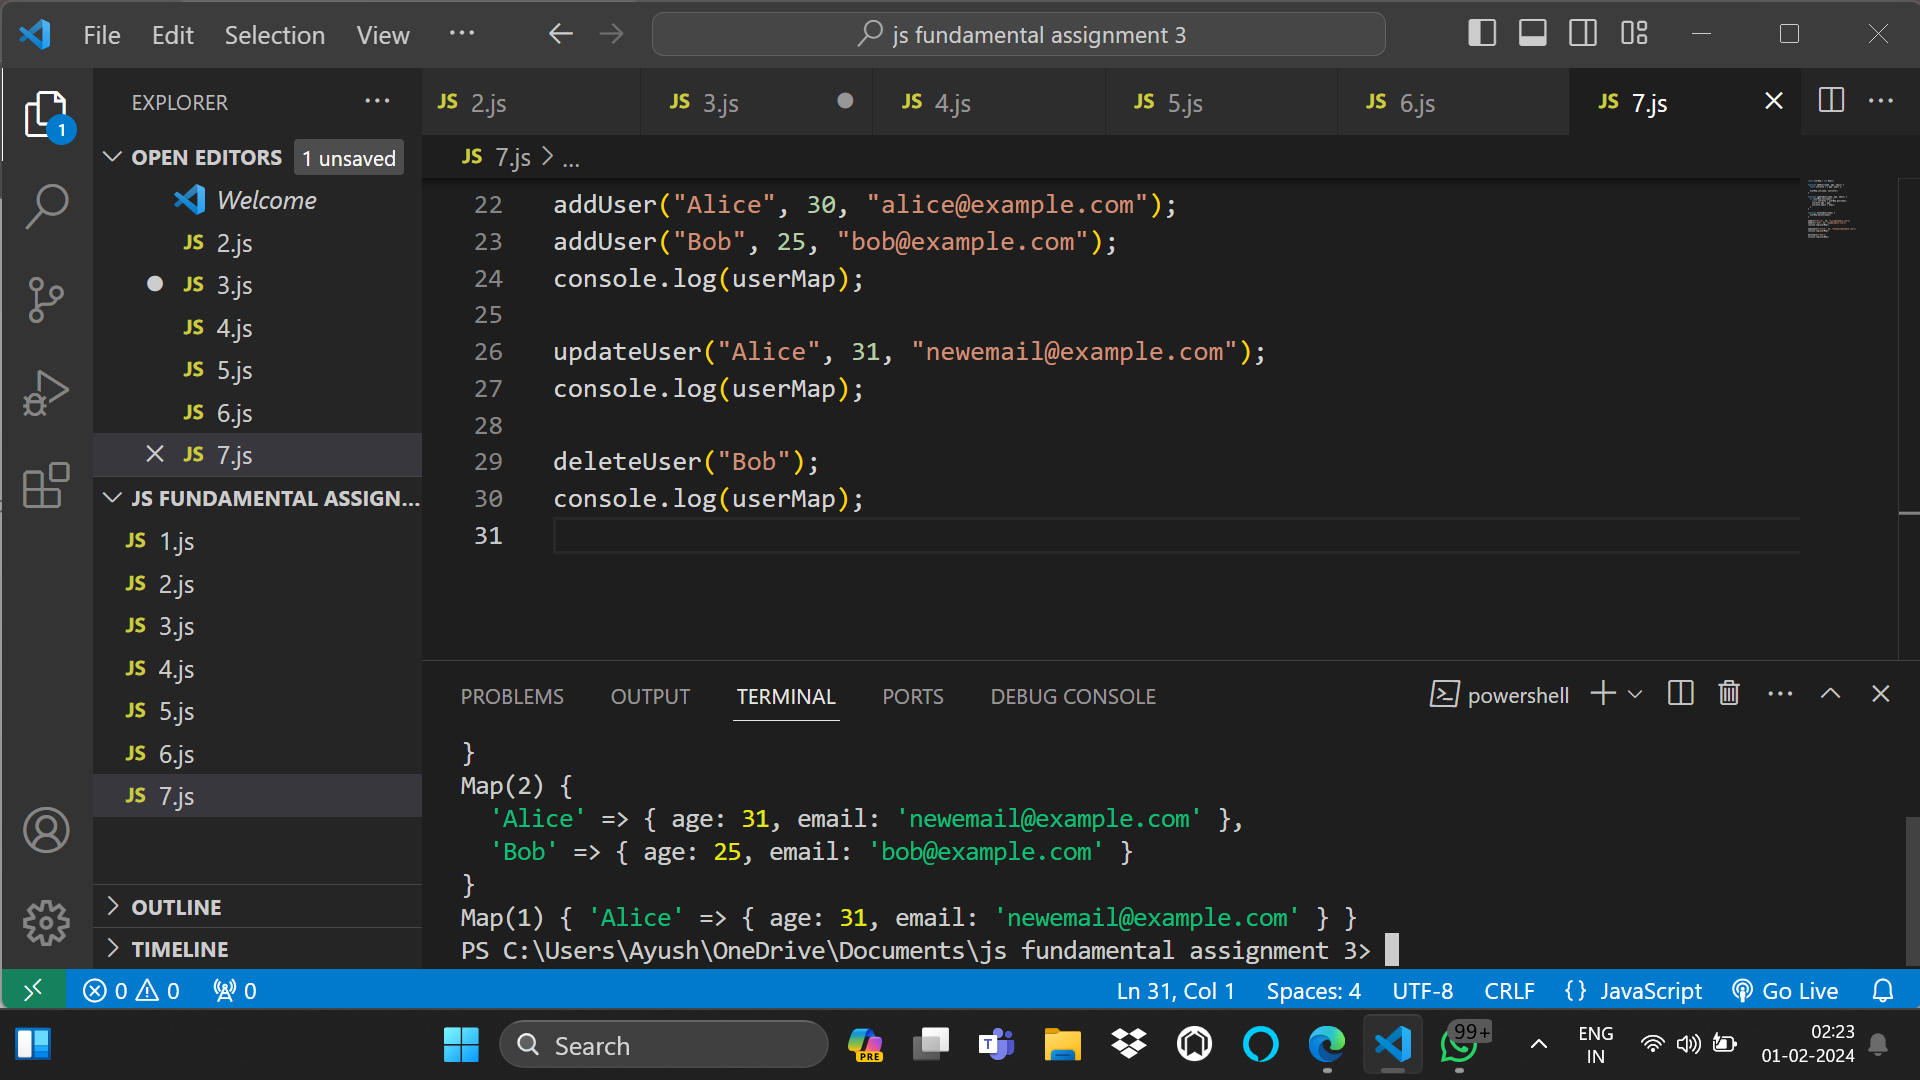 File Edit Selection View ... js fundamental assignment 3
EXPLORER ...
JS 2.js JS 3.js JS 4.js JS 5.js JS 6.js JS 7.js ...
OPEN EDITORS 1 unsaved
1
Welcome
JS 2.js
JS 3.js
JS 4.js
JS 5.js
JS 6.js
JS 7.js
JS FUNDAMENTAL ASSIGN...
JS 1.js
JS 2.js
JS 3.js
JS 4.js
JS 5.js
JS 6.js
JS 7.js
OUTLINE
TIMELINE
JS 7.js > ...
22 addUser("Alice", 30, "alice@example.com");
23 addUser("Bob", 25, "bob@example.com");
24 console.log(userMap);
25
26 updateUser("Alice", 31, "newemail@example.com");
27 console.log(userMap);
28
29 deleteUser("Bob");
30 console.log(userMap);
31
PROBLEMS OUTPUT TERMINAL PORTS DEBUG CONSOLE powershell ...
}
Map(2) {
'Alice' => { age: 31, email: 'newemail@example.com' },
'Bob' => { age: 25, email: 'bob@example.com' }
}
Map(1) { 'Alice' => { age: 31, email: 'newemail@example.com' } }
PS C:\Users\Ayush\OneDrive\Documents\js fundamental assignment 3>
0 0 0 Ln 31, Col 1 Spaces: 4 UTF-8 CRLF {} JavaScript Go Live
Search PRE T 99+ ENG IN 02:23
01-02-2024